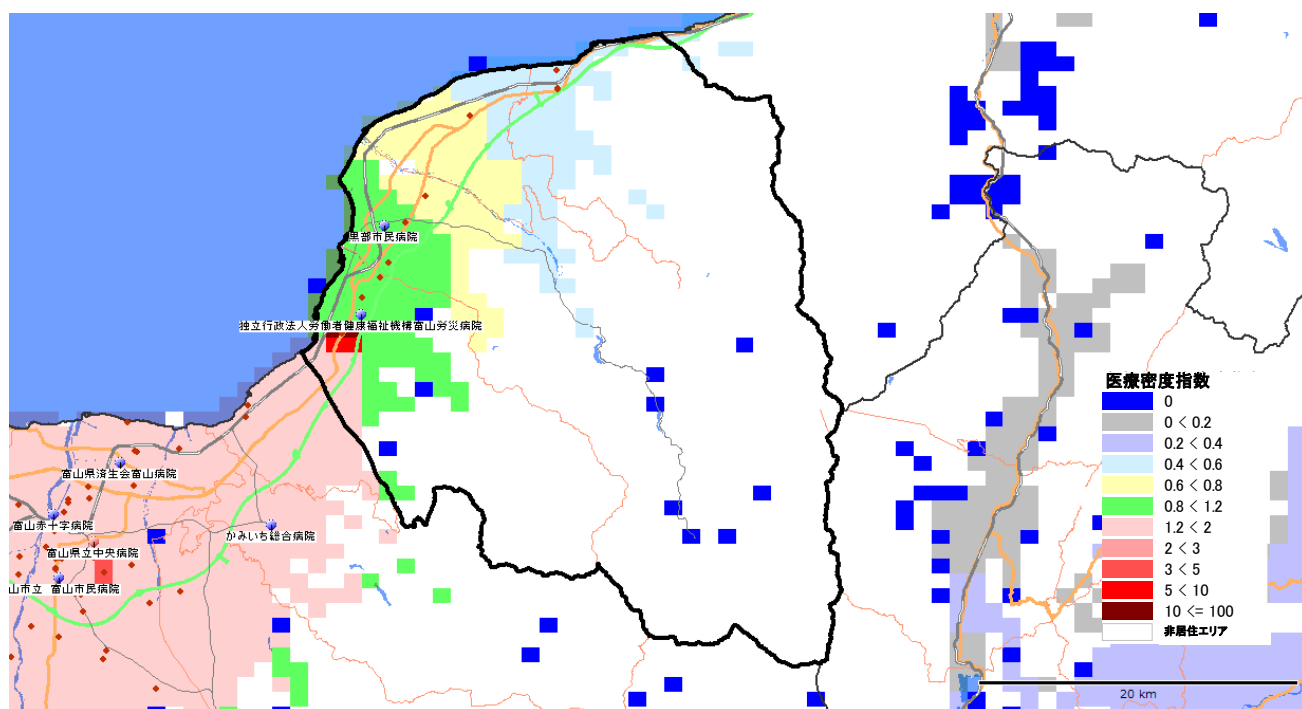 黒部市民病院
独立行政法人労働者健康福祉機構富山労災病院
富山県済生会富山病院
富山赤十字病院
かみいち総合病院
富山県立中央病院
山市立 富山市民病院
医療密度指数
0
0 < 0.2
0.2 < 0.4
0.4 < 0.6
0.6 < 0.8
0.8 < 1.2
1.2 < 2
2 < 3
3 < 5
5 < 10
10 <= 100
非居住エリア
20 km